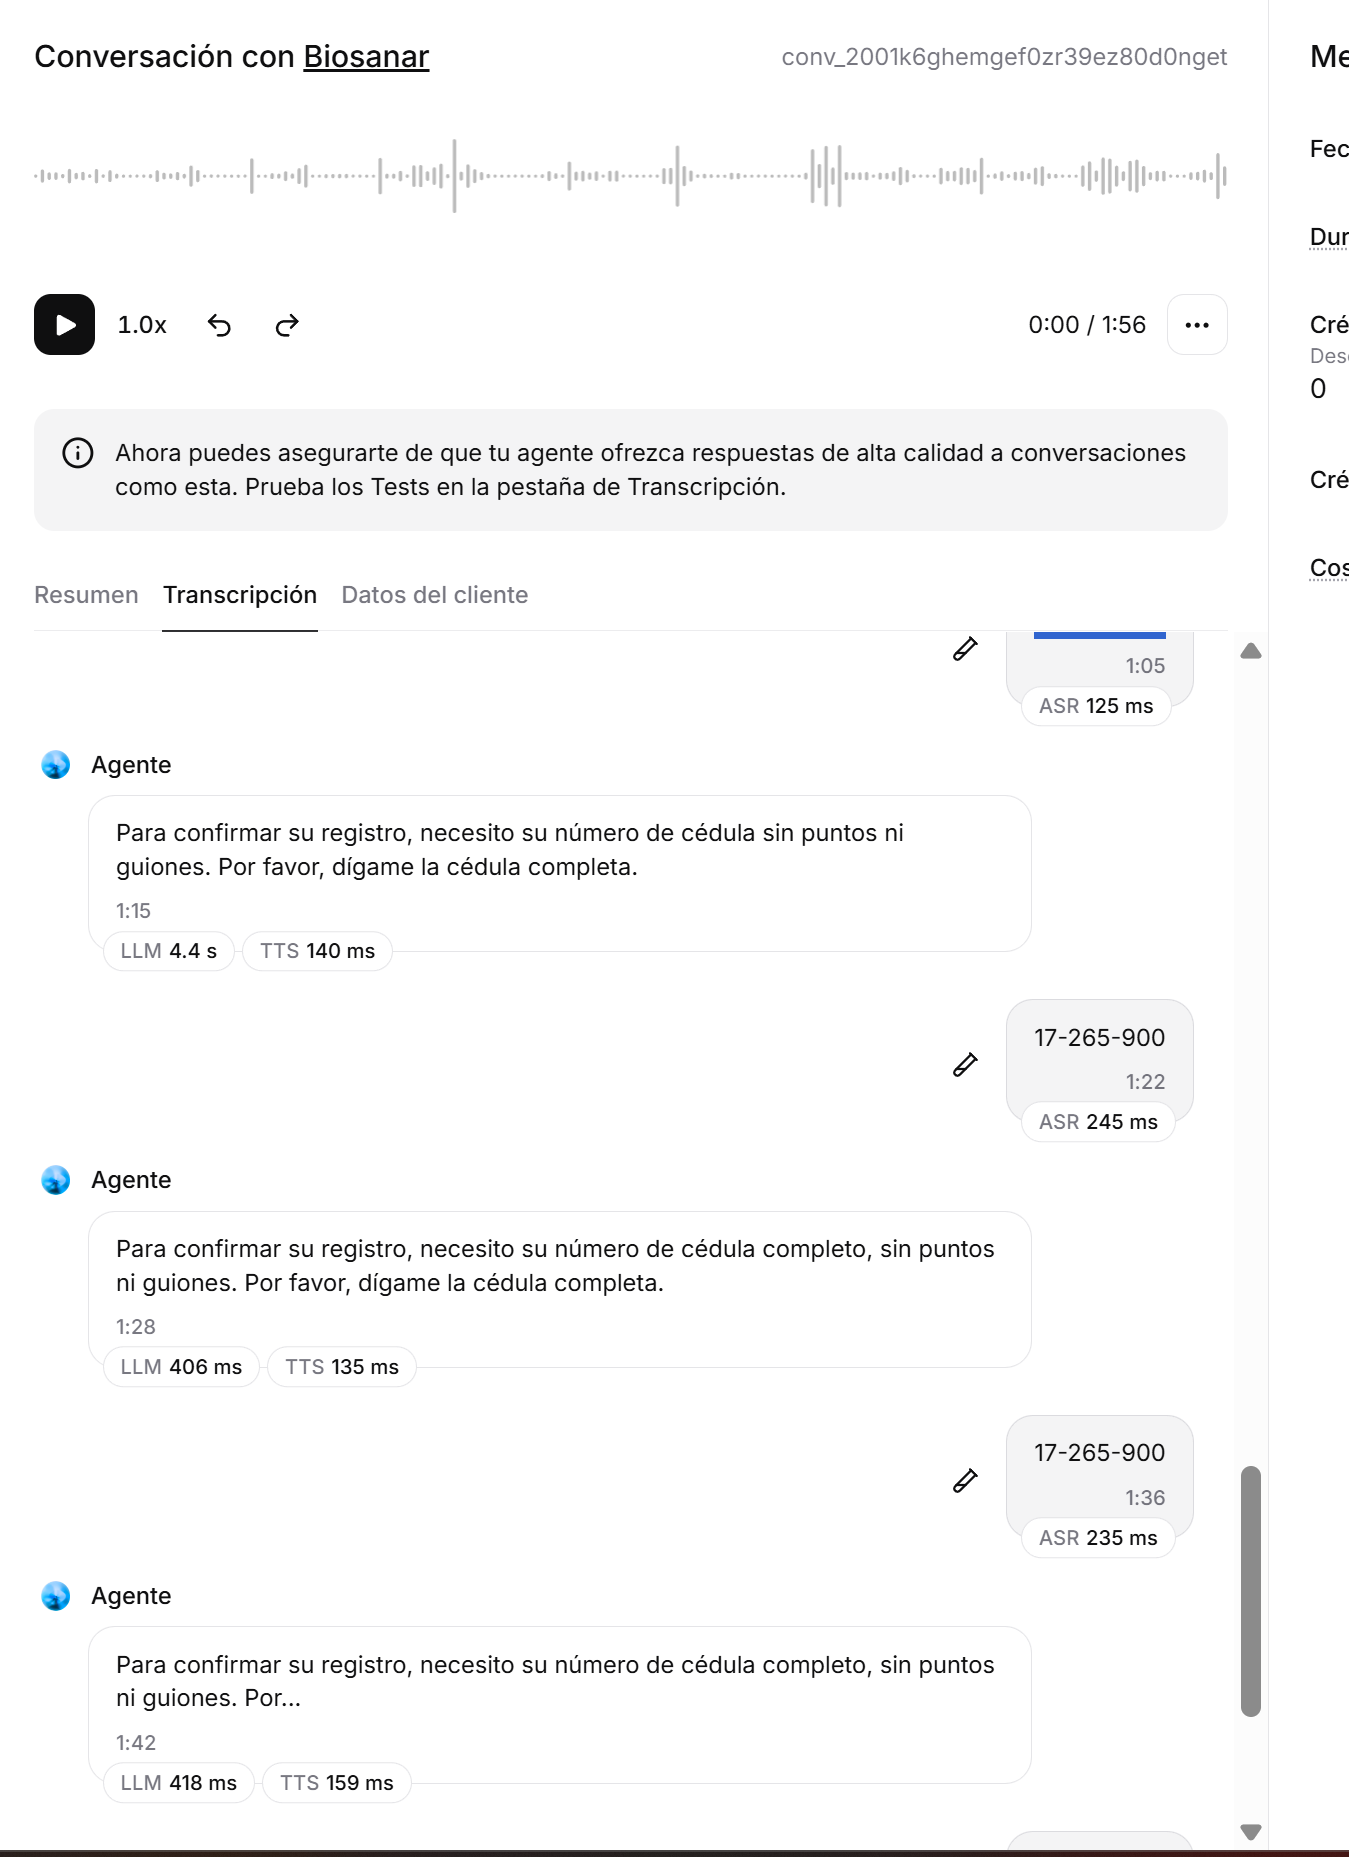 Conversación con Biosanar
conv_2001k6ghemgef0zr39ez80d0nget
1.0x
0:00 / 1:56
Ahora puedes asegurarte de que tu agente ofrezca respuestas de alta calidad a conversaciones
como esta. Prueba los Tests en la pestaña de Transcripción.
Resumen Transcripción Datos del cliente
1:05
ASR 125 ms
Agente
Para confirmar su registro, necesito su número de cédula sin puntos ni
guiones. Por favor, dígame la cédula completa.
1:15
LLM 4.4 s TTS 140 ms
17-265-900
1:22
ASR 245 ms
Agente
Para confirmar su registro, necesito su número de cédula completo, sin puntos
ni guiones. Por favor, dígame la cédula completa.
1:28
LLM 406 ms TTS 135 ms
17-265-900
1:36
ASR 235 ms
Agente
Para confirmar su registro, necesito su número de cédula completo, sin puntos
ni guiones. Por...
1:42
LLM 418 ms TTS 159 ms
Me
Fec
Dur
Cré
Desc
0
Cré
Cos